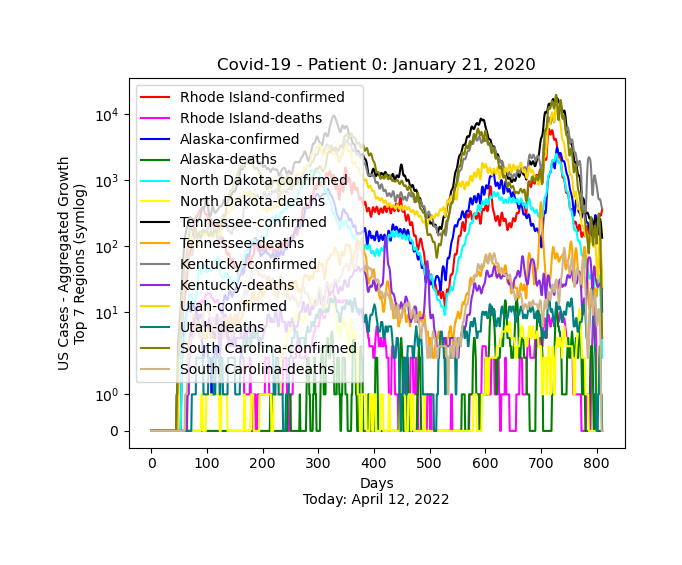 Covid-19 - Patient 0: January 21, 2020
US Cases - Aggregated Growth
Top 7 Regions (symlog)
10^4
10^3
10^2
10^1
10^0
0
Rhode Island-confirmed
Rhode Island-deaths
Alaska-confirmed
Alaska-deaths
North Dakota-confirmed
North Dakota-deaths
Tennessee-confirmed
Tennessee-deaths
Kentucky-confirmed
Kentucky-deaths
Utah-confirmed
Utah-deaths
South Carolina-confirmed
South Carolina-deaths
0 100 200 300 400 500 600 700 800
Days
Today: April 12, 2022